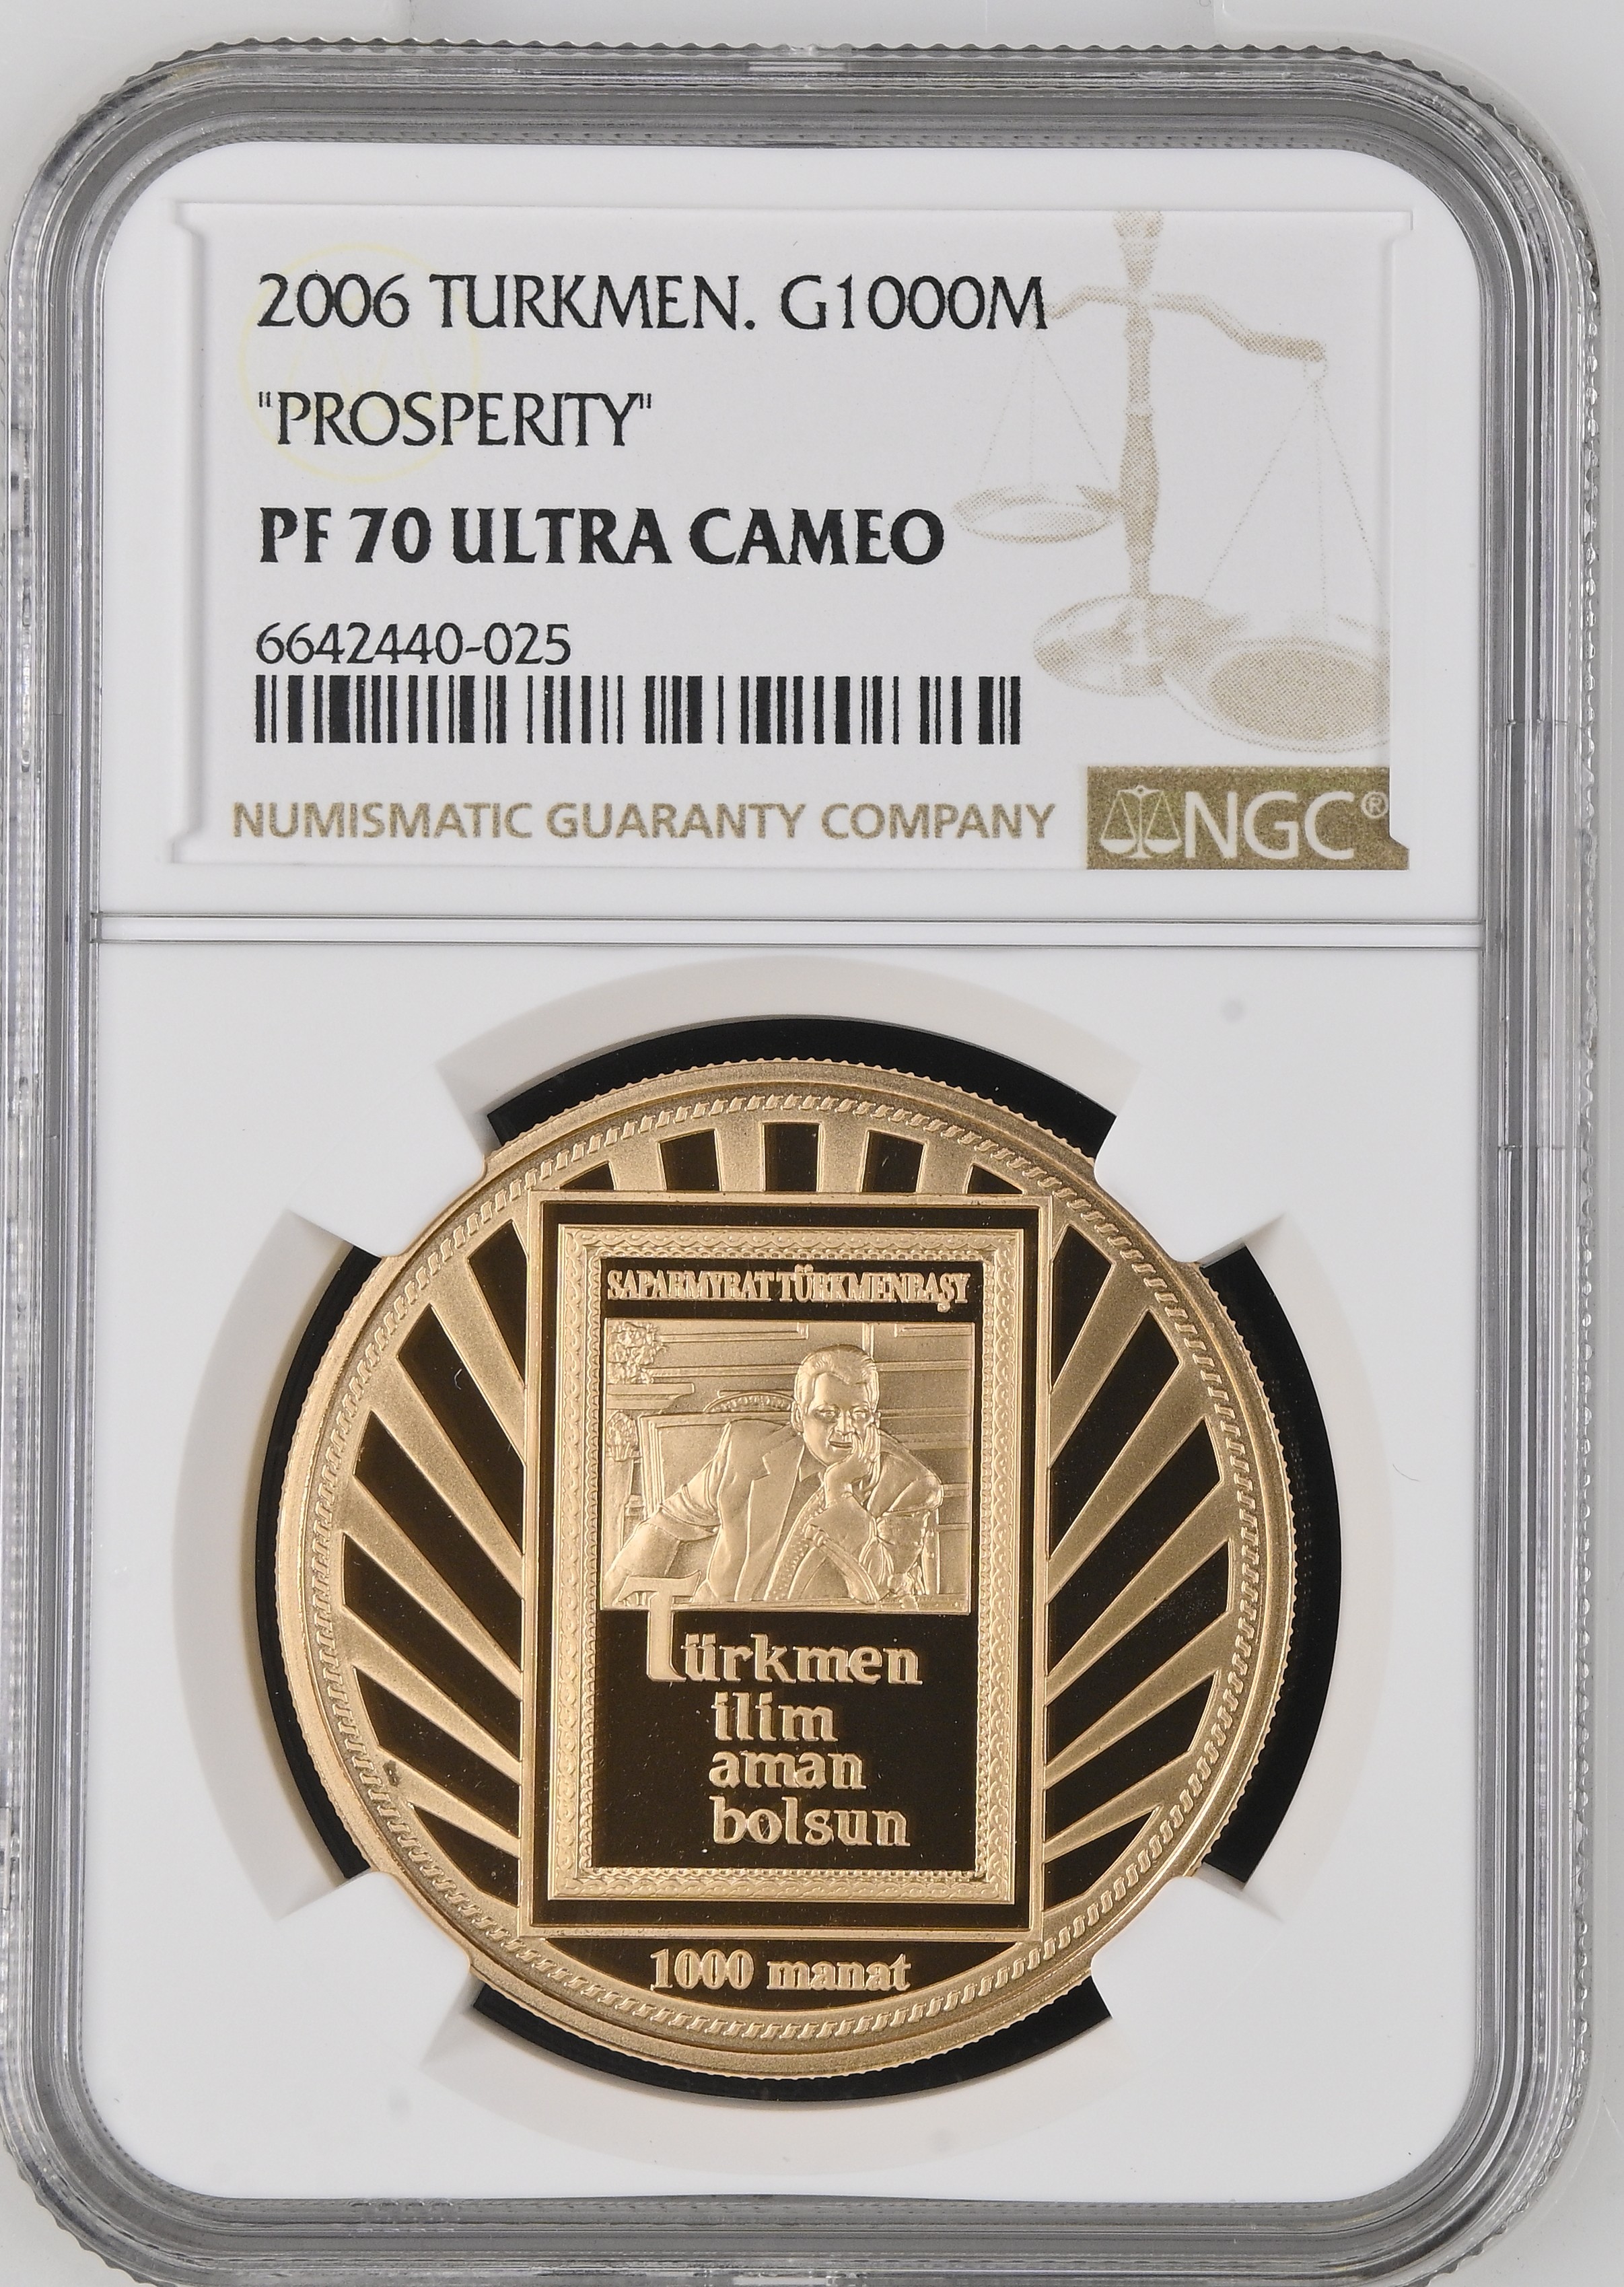 2006 TURKMEN. G1000M
"PROSPERITY"
PF 70 ULTRA CAMEO
6642440-025
NUMISMATIC GUARANTY COMPANY
NGC®
SAPARMYRAT TÜRKMENBAŞY
Türkmen
ilim
aman
bolsun
1000 manat